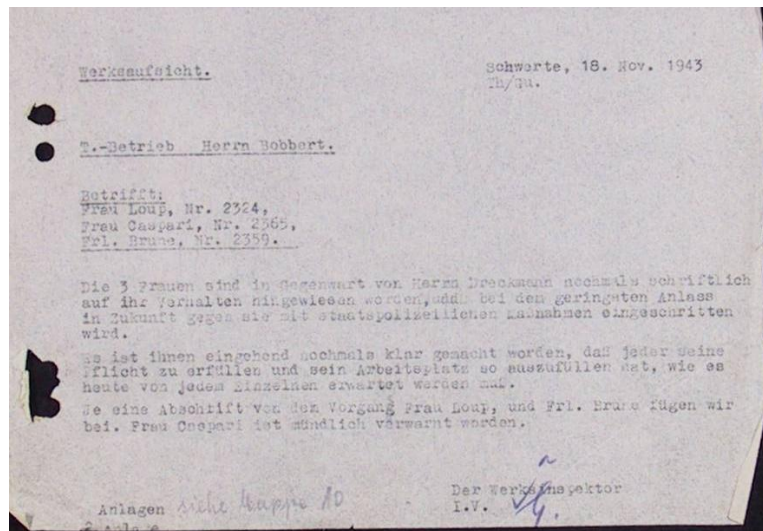 Werksaufsicht.
Schwerte, 18. Nov. 1943
Th/Qu.
T.-Betrieb Herrn Bobbert.
Betrifft:
Frau Loup, Nr. 2324,
Frau Caspari, Nr. 2365,
Frl. Brune, Nr. 2359.
Die 3 Frauen sind in Gegenwart von Herrn Dreckmann nochmals schriftlich
auf ihr Verhalten hingewiesen worden, bei dem geringsten Anlass
in Zukunft gegen sie mit staatspolizeilichen Maßnahmen eingeschritten
wird.
Es ist ihnen eingehend nochmals klar gemacht worden, daß jeder seine
Pflicht zu erfüllen und sein Arbeitsplatz so auszufüllen hat, wie es
heute von jedem Einzelnen erwartet werden muß.
Je eine Abschrift von dem Vorgang Frau Loup, und Frl. Brune fügen wir
bei. Frau Caspari ist mündlich verwarnt worden.
Der Werksinspektor
I.V.
Anlagen siehe Mappe 10
2 Anlage